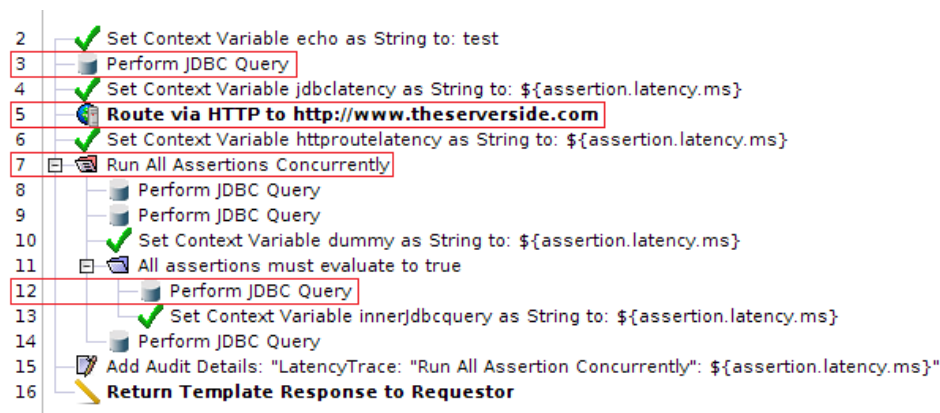 2 Set Context Variable echo as String to: test
3 Perform JDBC Query
4 Set Context Variable jdbclatency as String to: ${assertion.latency.ms}
5 Route via HTTP to http://www.theserverside.com
6 Set Context Variable httproutelatency as String to: ${assertion.latency.ms}
7 Run All Assertions Concurrently
8 Perform JDBC Query
9 Perform JDBC Query
10 Set Context Variable dummy as String to: ${assertion.latency.ms}
11 All assertions must evaluate to true
12 Perform JDBC Query
13 Set Context Variable innerJdbcquery as String to: ${assertion.latency.ms}
14 Perform JDBC Query
15 Add Audit Details: "LatencyTrace: "Run All Assertion Concurrently": ${assertion.latency.ms}"
16 Return Template Response to Requestor